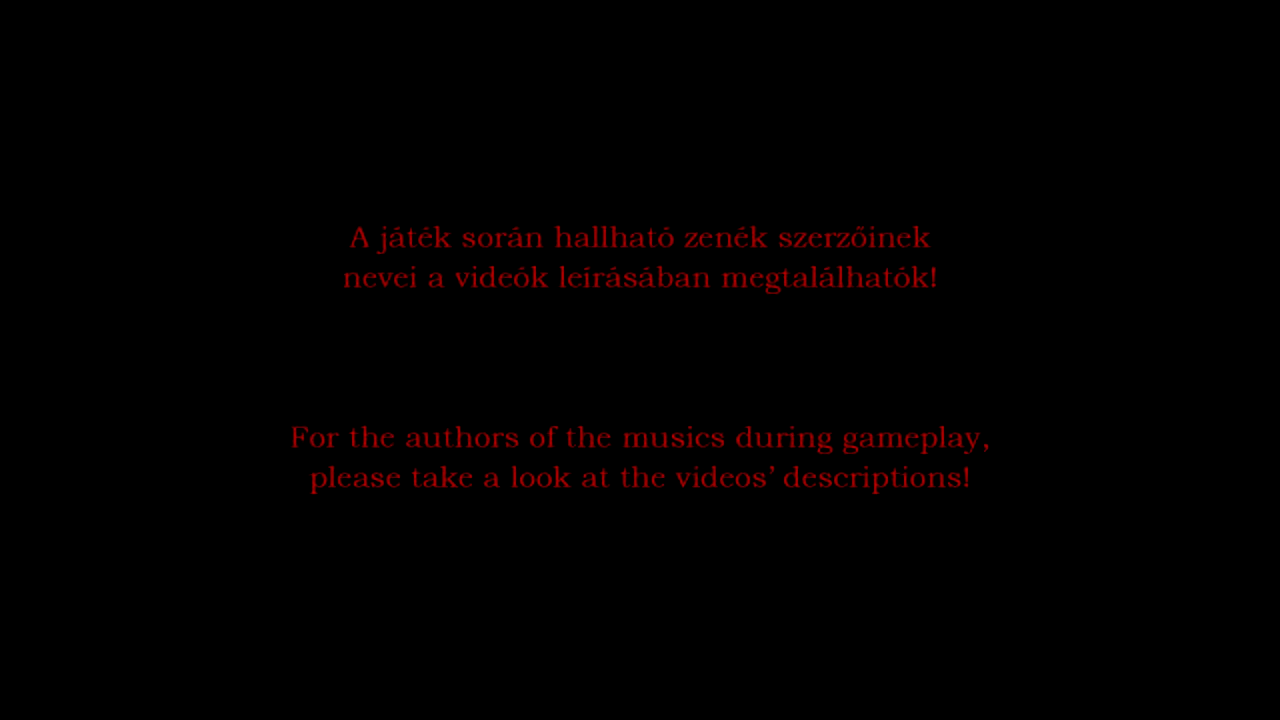 A játék során hallható zenék szerzőinek
nevei a videók leírásában megtalálhatók!
For the authors of the musics during gameplay,
please take a look at the videos’ descriptions!